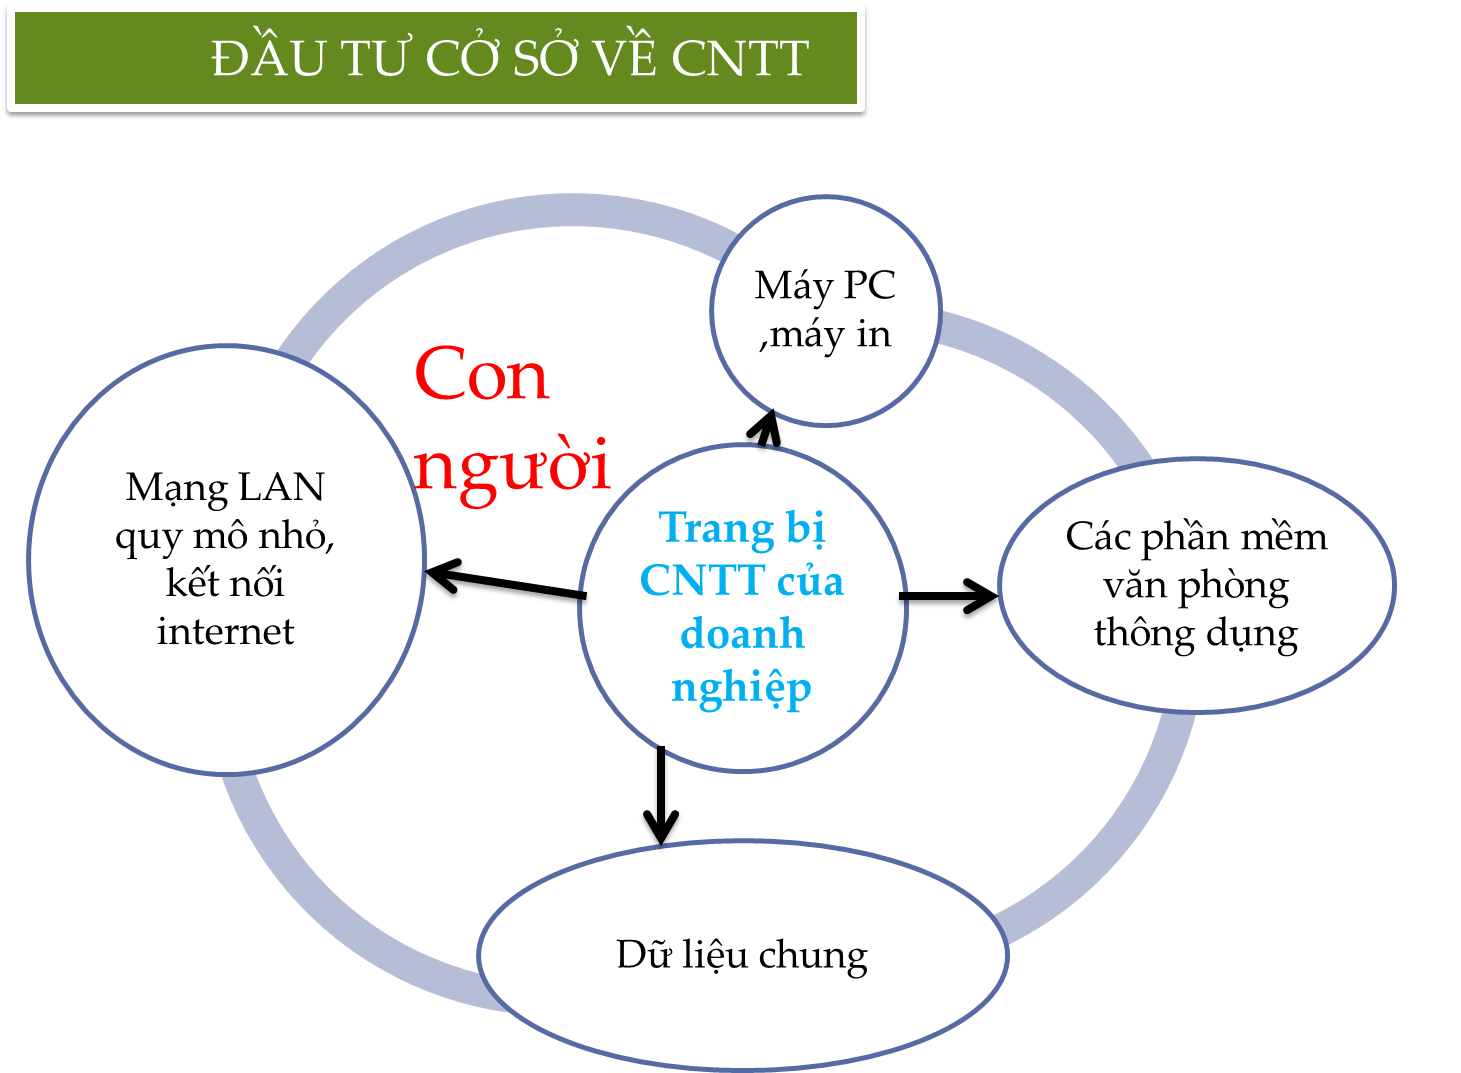 ĐẦU TƯ CỞ SỞ VỀ CNTT
Máy PC
,máy in
Con
người
Mạng LAN
quy mô nhỏ,
kết nối
internet
Trang bị
CNTT của
doanh
nghiệp
Các phần mềm
văn phòng
thông dụng
Dữ liệu chung